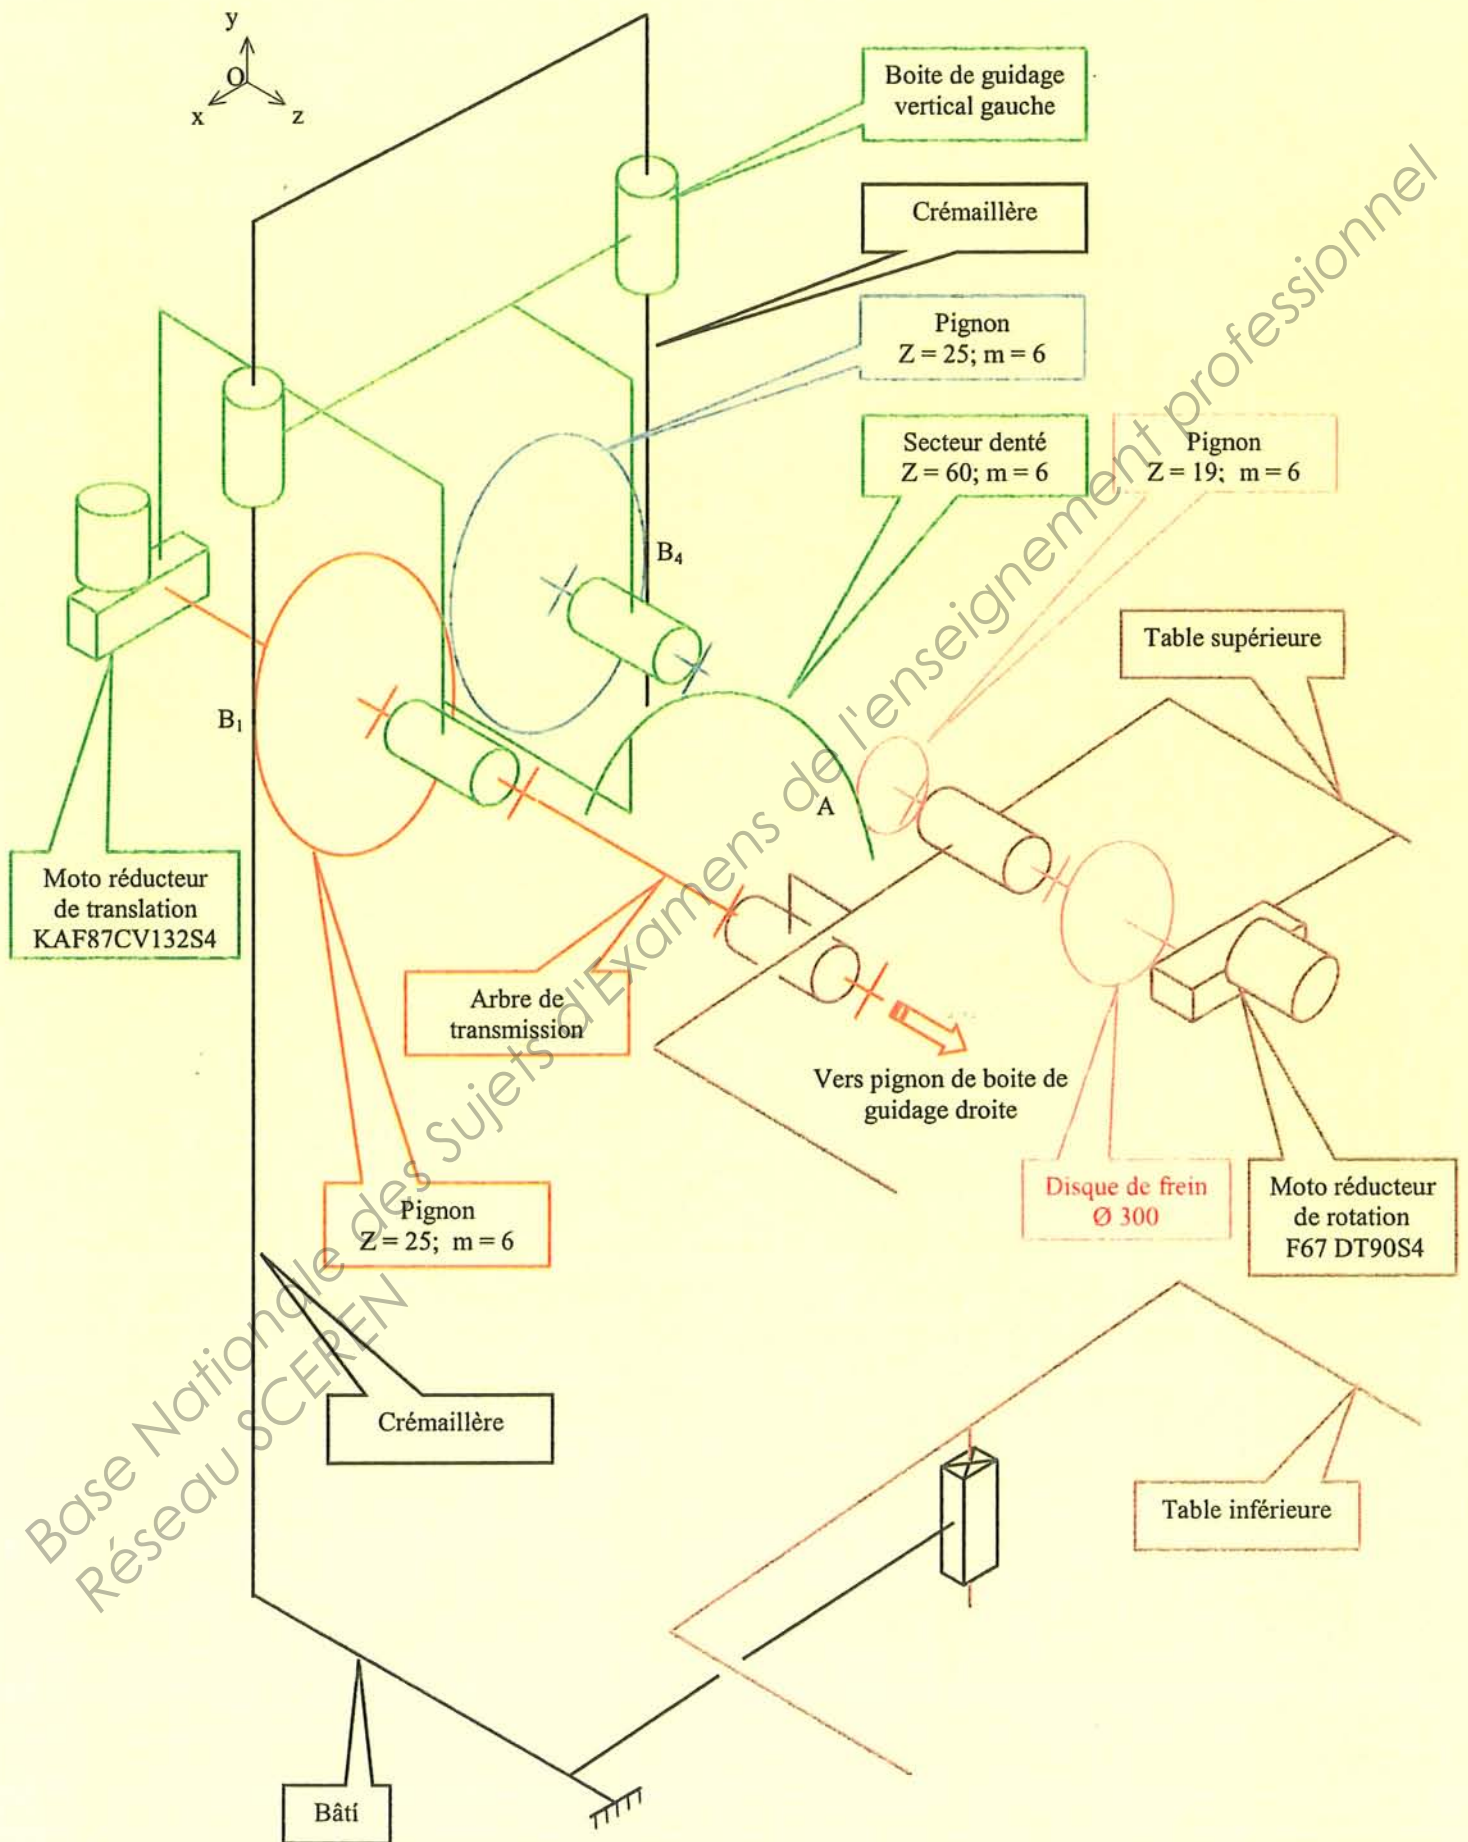 y
O
x
z
Boite de guidage
vertical gauche
Crémaillère
Pignon
Z = 25; m = 6
Secteur denté
Z = 60; m = 6
Pignon
Z = 19; m = 6
B₄
Table supérieure
B₁
A
Moto réducteur
de translation
KAF87CV132S4
Arbre de
transmission
Vers pignon de boite de
guidage droite
Pignon
Z = 25; m = 6
Disque de frein
Ø 300
Moto réducteur
de rotation
F67 DT90S4
Crémaillère
Table inférieure
Bâti
Base Nationale des Sujets d'Examens de l'enseignement professionnel
Réseau SCEREN